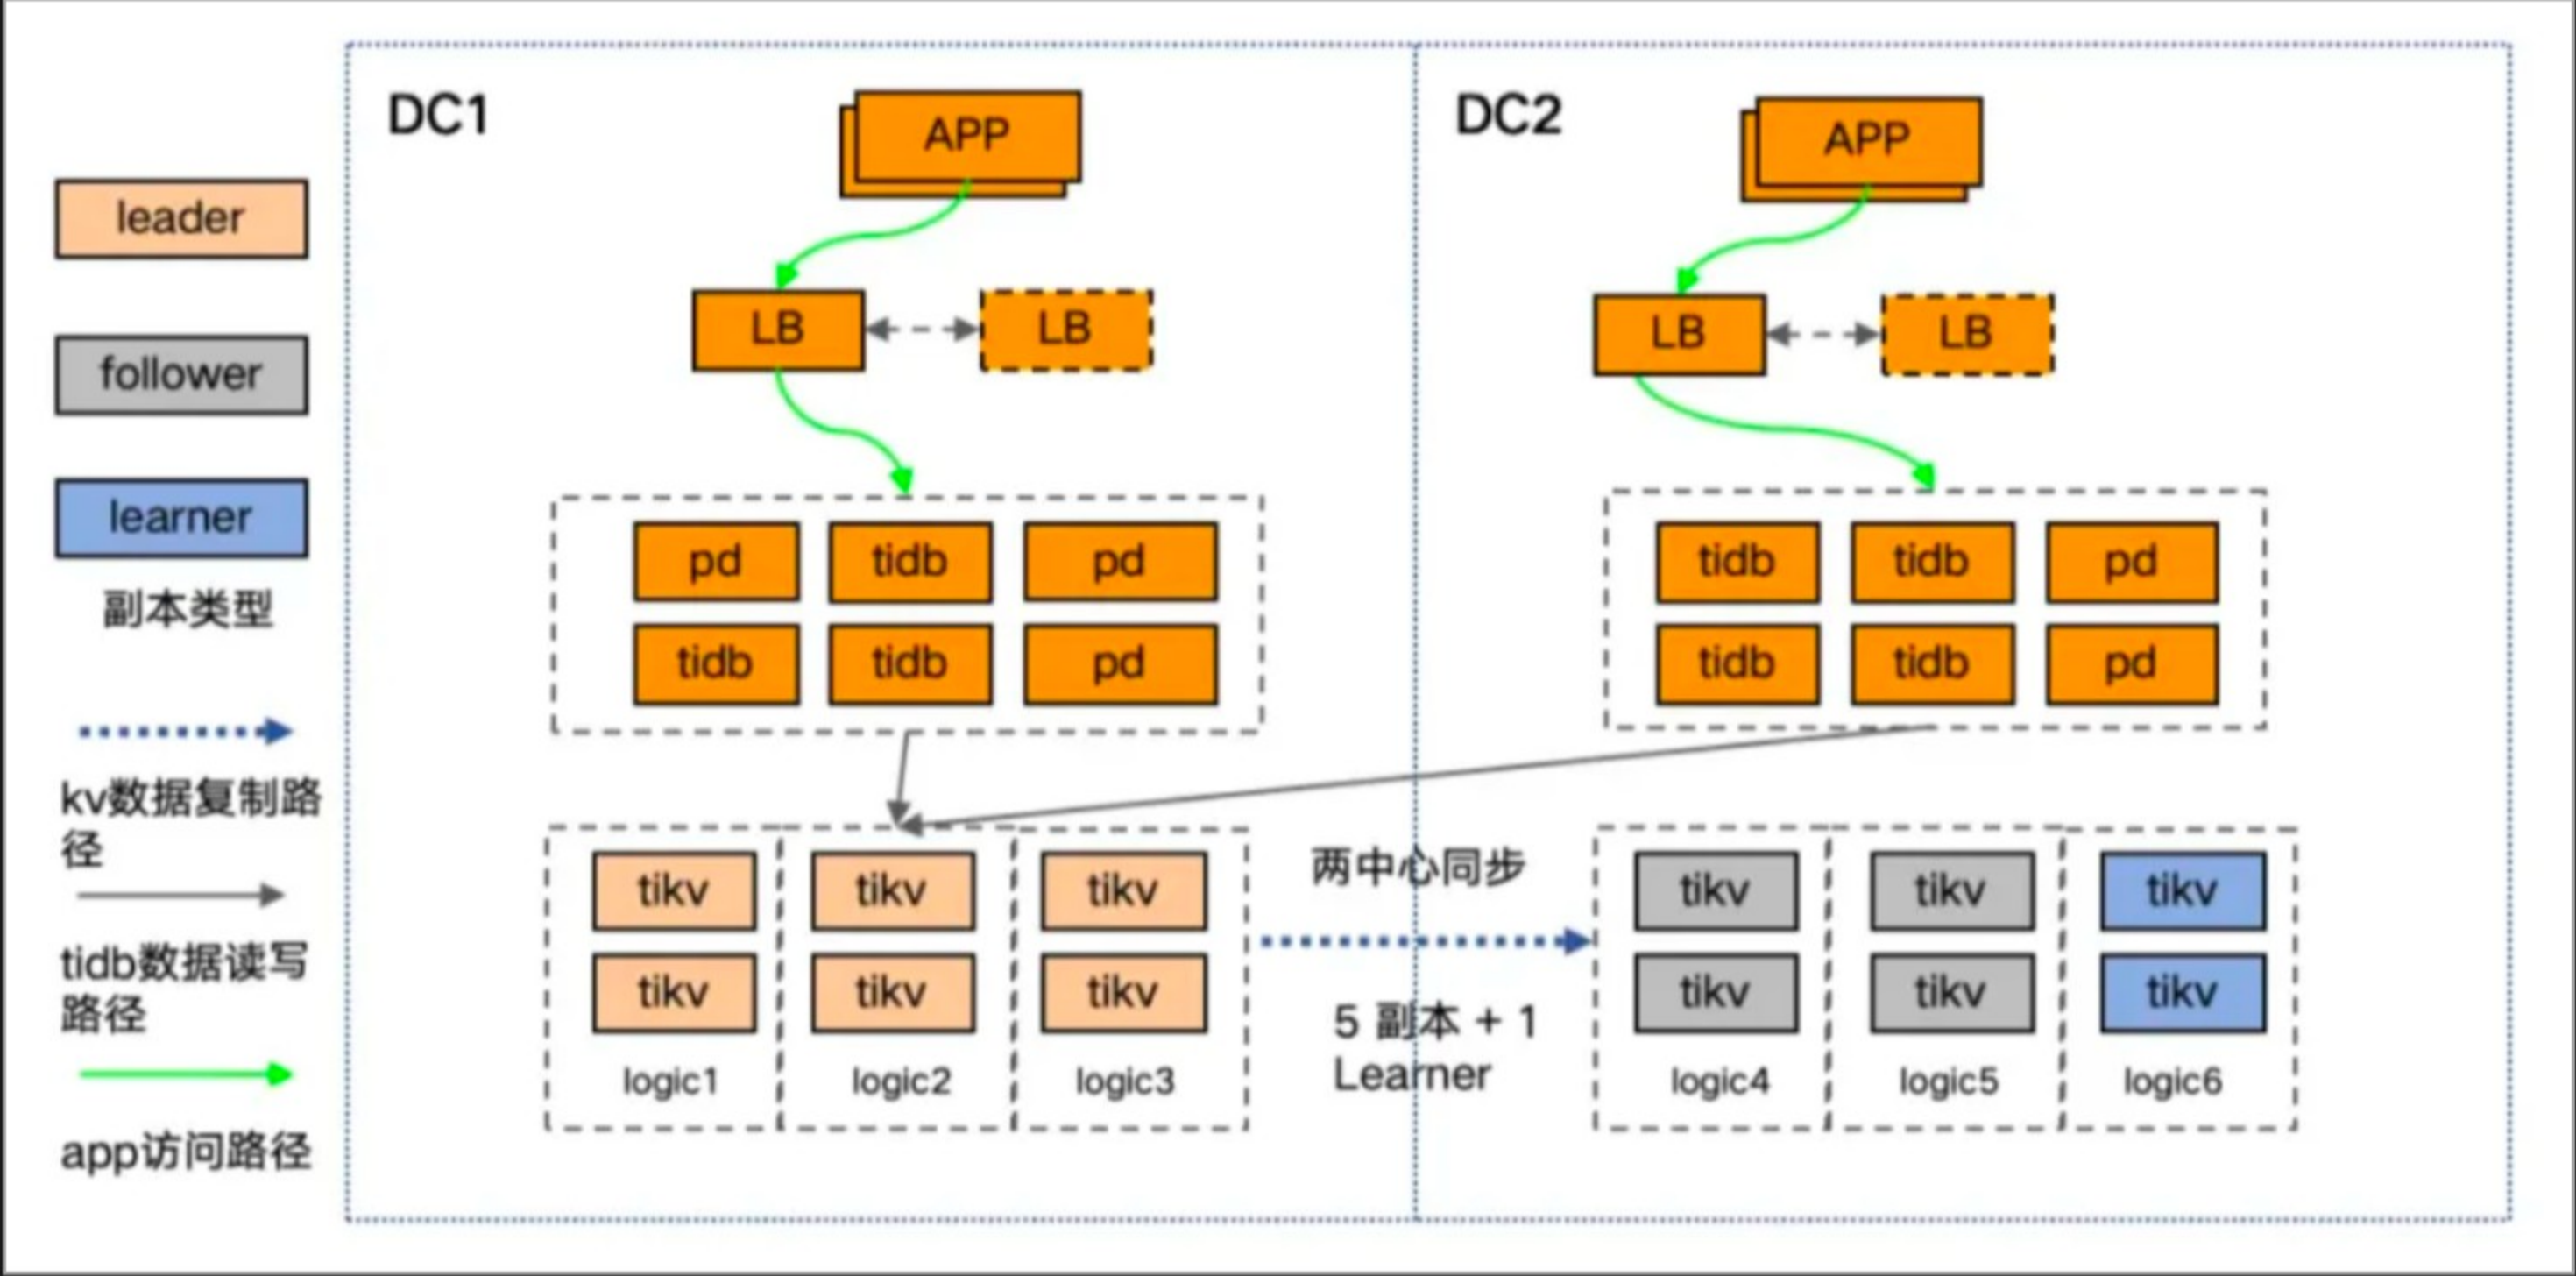 leader
follower
learner
副本类型
kv数据复制路
径
tidb数据读写
路径
app访问路径
DC1
APP
LB
LB
pd
tidb
pd
tidb
tidb
pd
tikv
tikv
tikv
tikv
tikv
tikv
logic1
logic2
logic3
两中心同步
5 副本 + 1
Learner
DC2
APP
LB
LB
tidb
tidb
pd
tidb
tidb
pd
tikv
tikv
tikv
tikv
tikv
tikv
logic4
logic5
logic6